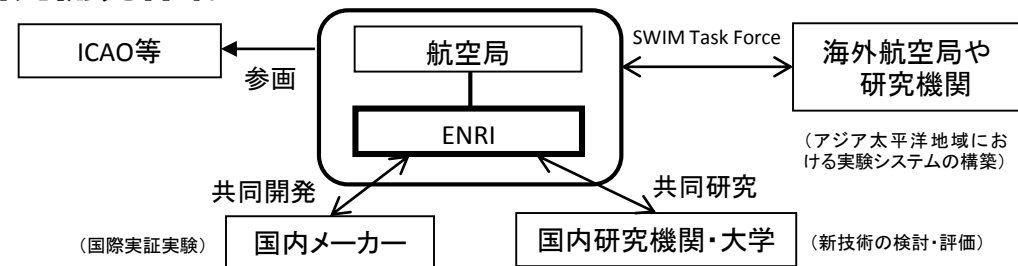 ICAO等
参画
航空局
ENRI
SWIM Task Force
海外航空局や
研究機関
(アジア太平洋地域にお
ける実験システムの構築)
共同開発
共同研究
(国際実証実験)
国内メーカー
国内研究機関・大学
(新技術の検討・評価)